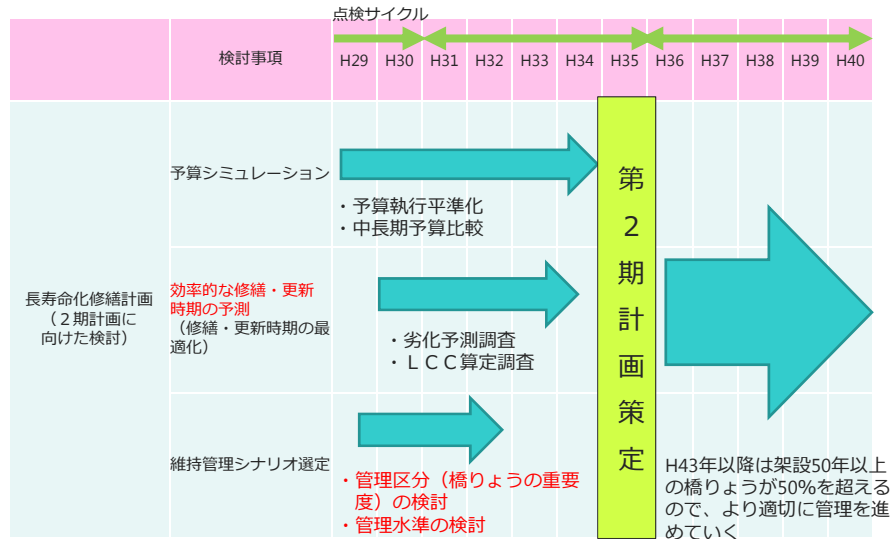 点検サイクル
検討事項
H29
H30
H31
H32
H33
H34
H35
H36
H37
H38
H39
H40
長寿命化修繕計画
（２期計画に
向けた検討）
予算シミュレーション
・予算執行平準化
・中長期予算比較
効率的な修繕・更新
時期の予測
（修繕・更新時期の最
適化）
・劣化予測調査
・ＬＣＣ算定調査
維持管理シナリオ選定
・管理区分（橋りょうの重要
度）の検討
・管理水準の検討
第２期計画策定
H43年以降は架設50年以上
の橋りょうが50%を超える
ので、より適切に管理を進
めていく